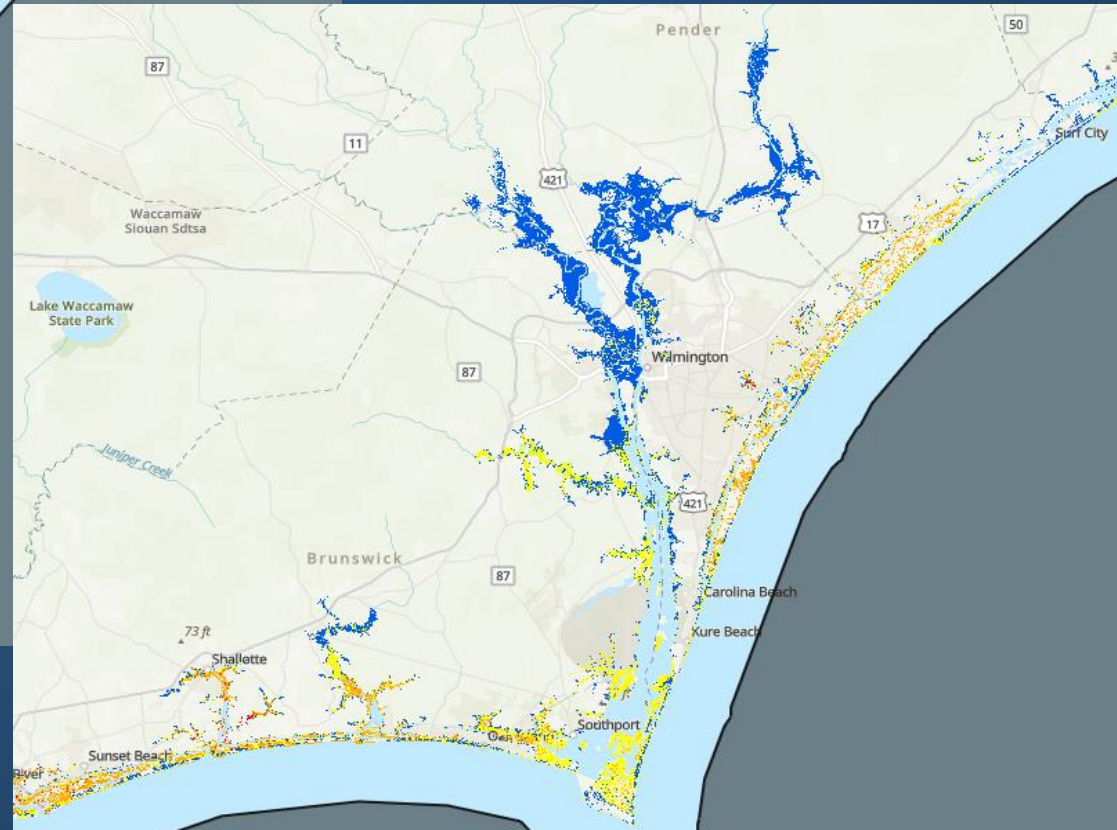 Pender
50
87
11
Surf City
421
Waccamaw
Siouan Sdtsa
17
Lake Waccamaw
State Park
Wilmington
87
Juniper Creek
421
Brunswick
87
Carolina Beach
Kure Beach
73 ft
Shallotte
Southport
Sunset Beach
River